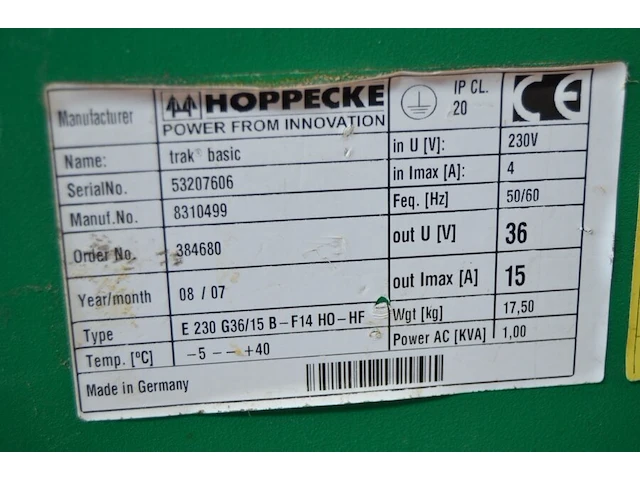 Manufacturer HOPPECKE
POWER FROM INNOVATION
IP CL.
20
CE
Name: trak® basic
in U [V]: 230V
SerialNo. 53207606
in Imax [A]: 4
Manuf.No. 8310499
Feq. [Hz] 50/60
Order No. 384680
out U [V] 36
Year/month 08 / 07
out Imax [A] 15
Type E 230 G36/15 B-F14 HO-HF
Wgt [kg] 17,50
Temp. [ºC] -5 -- +40
Power AC [KVA] 1,00
Made in Germany